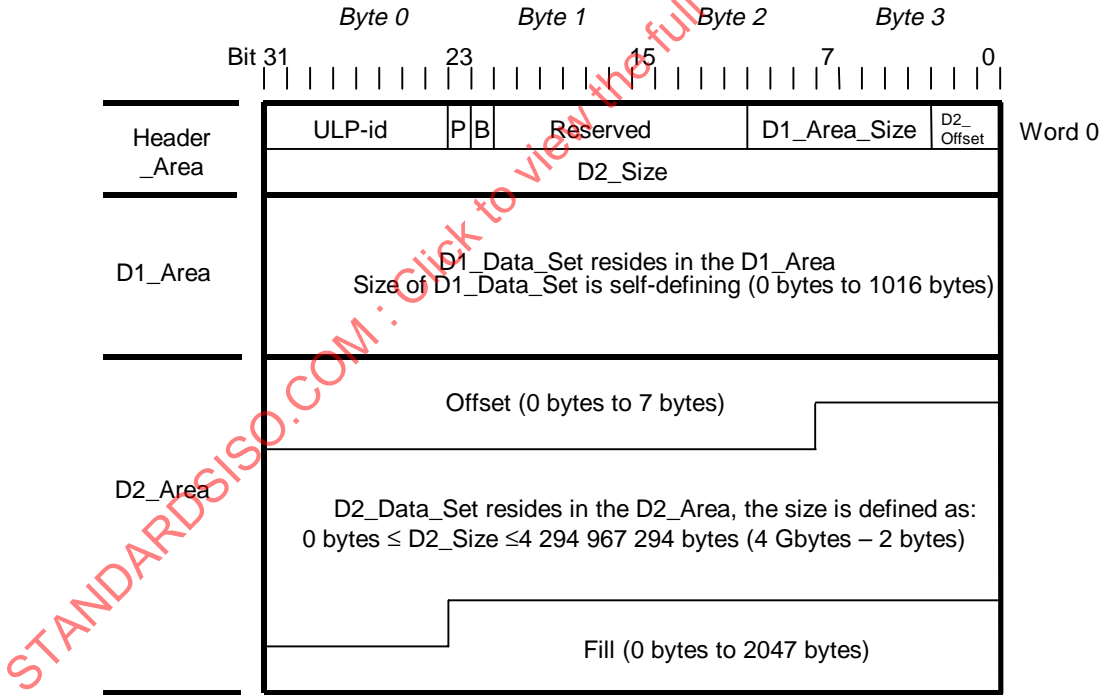 Byte 0 Byte 1 Byte 2 Byte 3
Bit 31 23 15 7 0
Header
_Area
ULP-id P B Reserved D1_Area_Size D2_
Offset
Word 0
D2_Size
D1_Area
D1_Data_Set resides in the D1_Area
Size of D1_Data_Set is self-defining (0 bytes to 1016 bytes)
D2_Area
Offset (0 bytes to 7 bytes)
D2_Data_Set resides in the D2_Area, the size is defined as:
0 bytes ≤ D2_Size ≤4 294 967 294 bytes (4 Gbytes – 2 bytes)
Fill (0 bytes to 2047 bytes)
STANDARDSISO.COM : Click to view the full